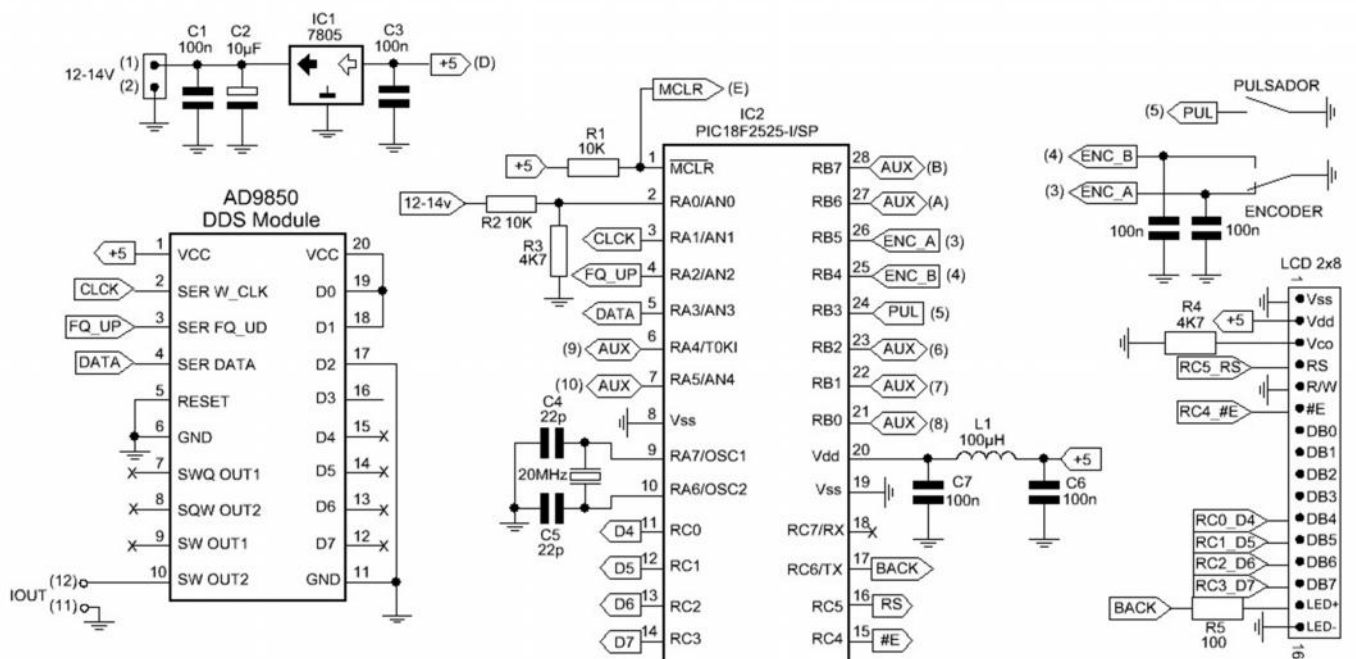 12-14V
(1)
(2)
C1
100n
C2
10µF
IC1
7805
C3
100n
+5
(D)
AD9850
DDS Module
+5
1
VCC
CLCK
2
SER W_CLK
FQ_UP
3
SER FQ_UD
DATA
4
SER DATA
5
RESET
6
GND
7
SWQ OUT1
8
SQW OUT2
9
SW OUT1
10
SW OUT2
IOUT
(12)
(11)
VCC
20
D0
19
D1
18
D2
17
D3
16
D4
15
D5
14
D6
13
D7
12
GND
11
MCLR
(E)
IC2
PIC18F2525-I/SP
+5
R1
10K
1
MCLR
12-14v
R2 10K
R3
4K7
2
RA0/AN0
CLCK
3
RA1/AN1
FQ_UP
4
RA2/AN2
DATA
5
RA3/AN3
(9)
AUX
6
RA4/T0KI
(10)
AUX
7
RA5/AN4
8
Vss
C4
22p
20MHz
C5
22p
9
RA7/OSC1
10
RA6/OSC2
D4
11
RC0
D5
12
RC1
D6
13
RC2
D7
14
RC3
RB7
28
AUX
(B)
RB6
27
AUX
(A)
RB5
26
ENC_A
(3)
RB4
25
ENC_B
(4)
RB3
24
PUL
(5)
RB2
23
AUX
(6)
RB1
22
AUX
(7)
RB0
21
AUX
(8)
Vdd
20
L1
100µH
+5
C7
100n
C6
100n
Vss
19
RC7/RX
18
RC6/TX
17
BACK
RC5
16
RS
RC4
15
#E
PULSADOR
(5)
PUL
(4)
ENC_B
(3)
ENC_A
ENCODER
100n
100n
LCD 2x8
1
Vss
+5
Vdd
R4
4K7
Vco
RC5_RS
RS
R/W
RC4_#E
#E
DB0
DB1
DB2
DB3
RC0_D4
DB4
RC1_D5
DB5
RC2_D6
DB6
RC3_D7
DB7
BACK
R5
100
LED+
LED-
16